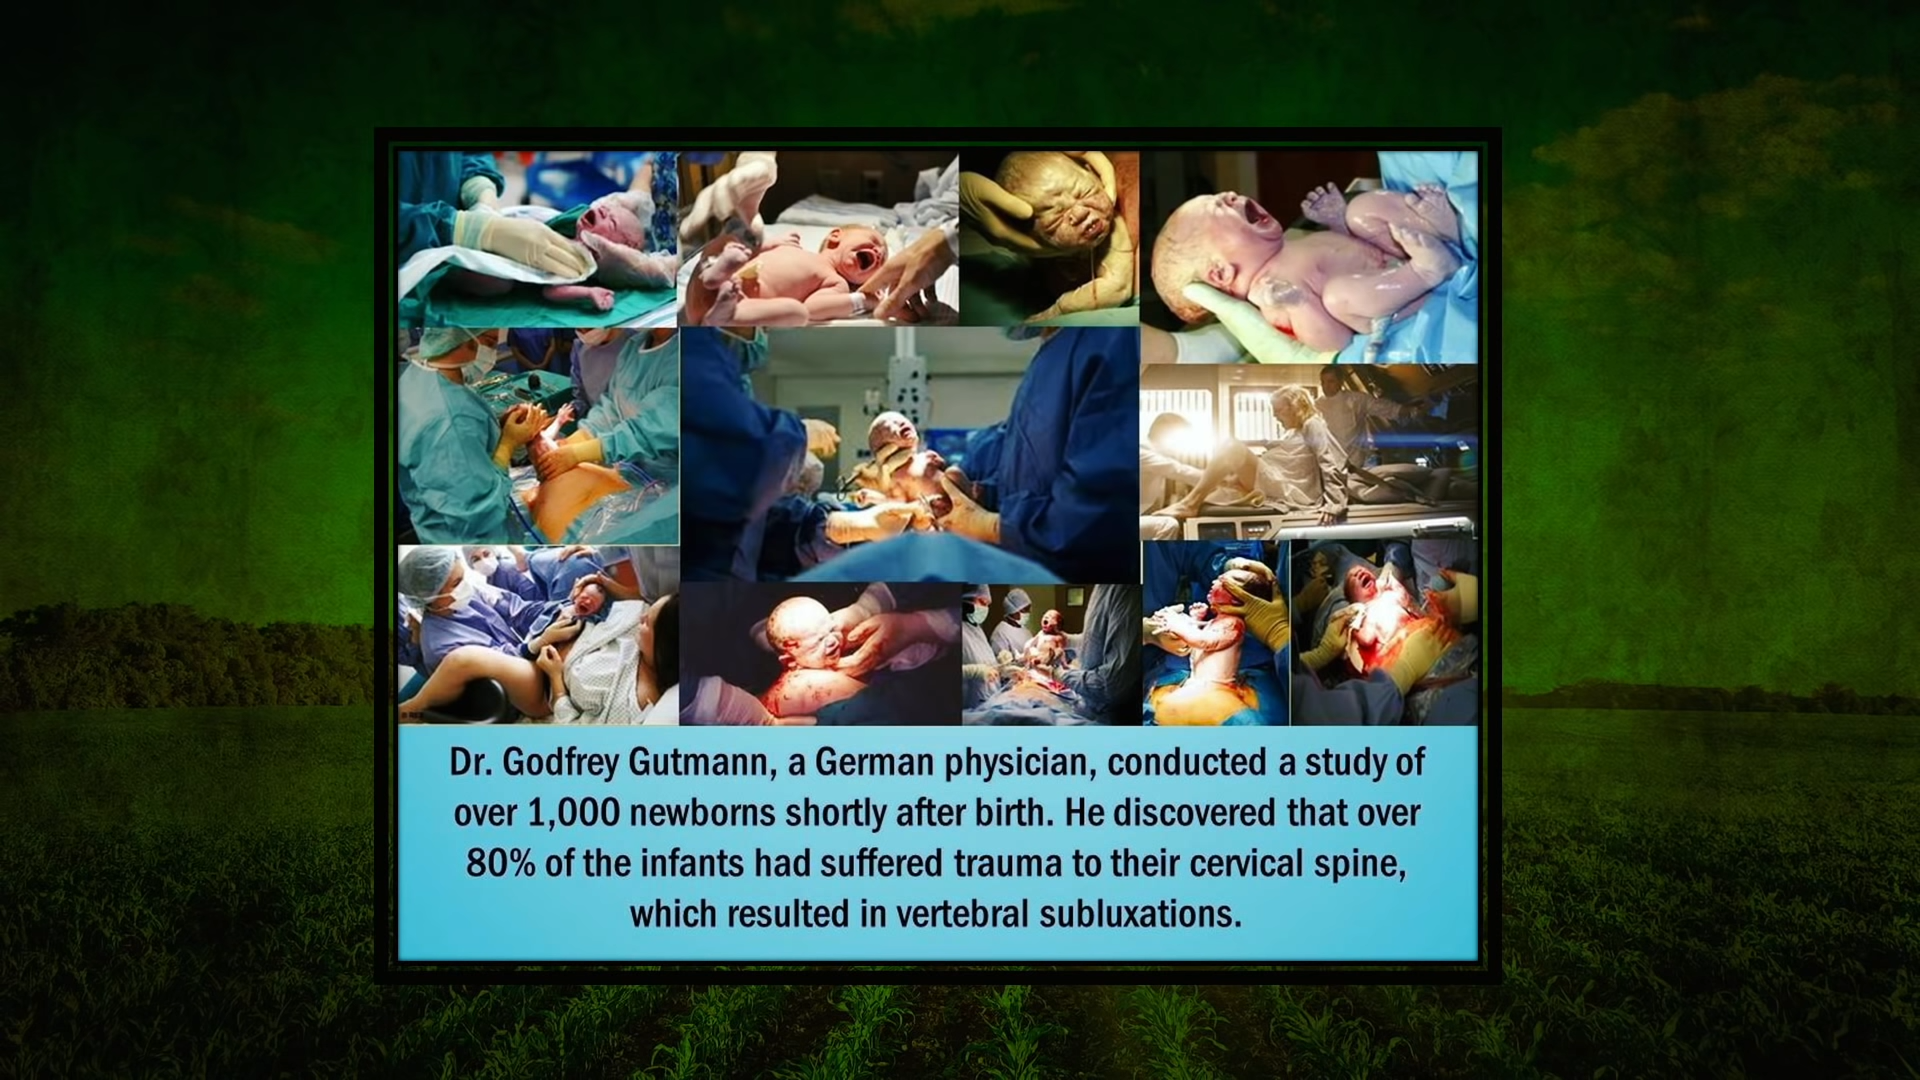 Dr. Godfrey Gutmann, a German physician, conducted a study of
over 1,000 newborns shortly after birth. He discovered that over
80% of the infants had suffered trauma to their cervical spine,
which resulted in vertebral subluxations.